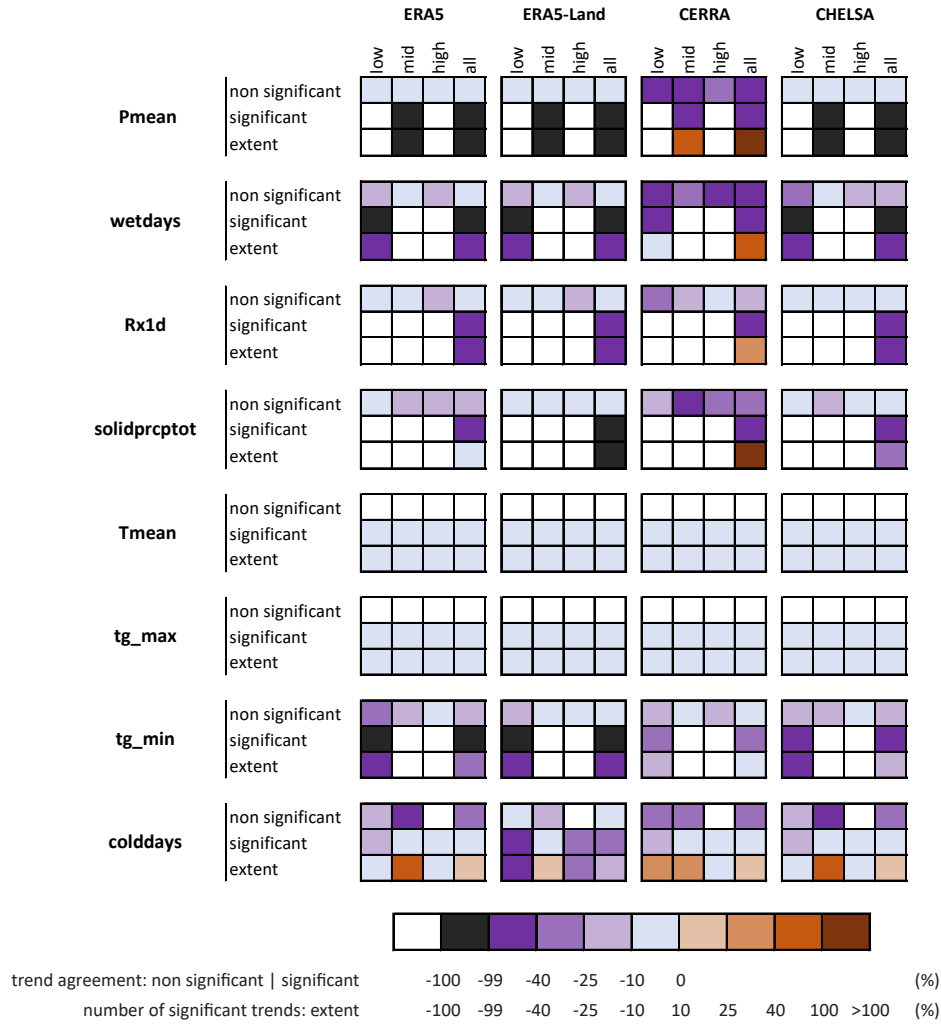 ERA5 ERA5-Land CERRA CHELSA
low mid high all low mid high all low mid high all low mid high all
Pmean
non significant
significant
extent
wetdays
non significant
significant
extent
Rx1d
non significant
significant
extent
solidprcptot
non significant
significant
extent
Tmean
non significant
significant
extent
tg_max
non significant
significant
extent
tg_min
non significant
significant
extent
colddays
non significant
significant
extent
trend agreement: non significant | significant -100 -99 -40 -25 -10 0 (%)
number of significant trends: extent -100 -99 -40 -25 -10 10 25 40 100 >100 (%)